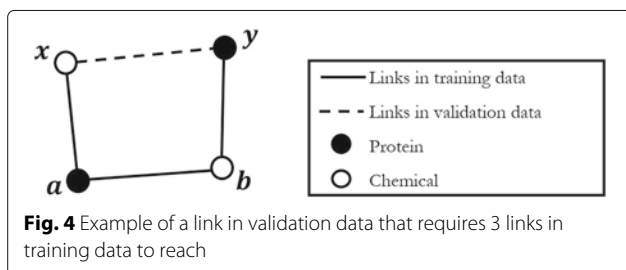 x
y
a
b
Links in training data
Links in validation data
Protein
Chemical
Fig. 4 Example of a link in validation data that requires 3 links in
training data to reach